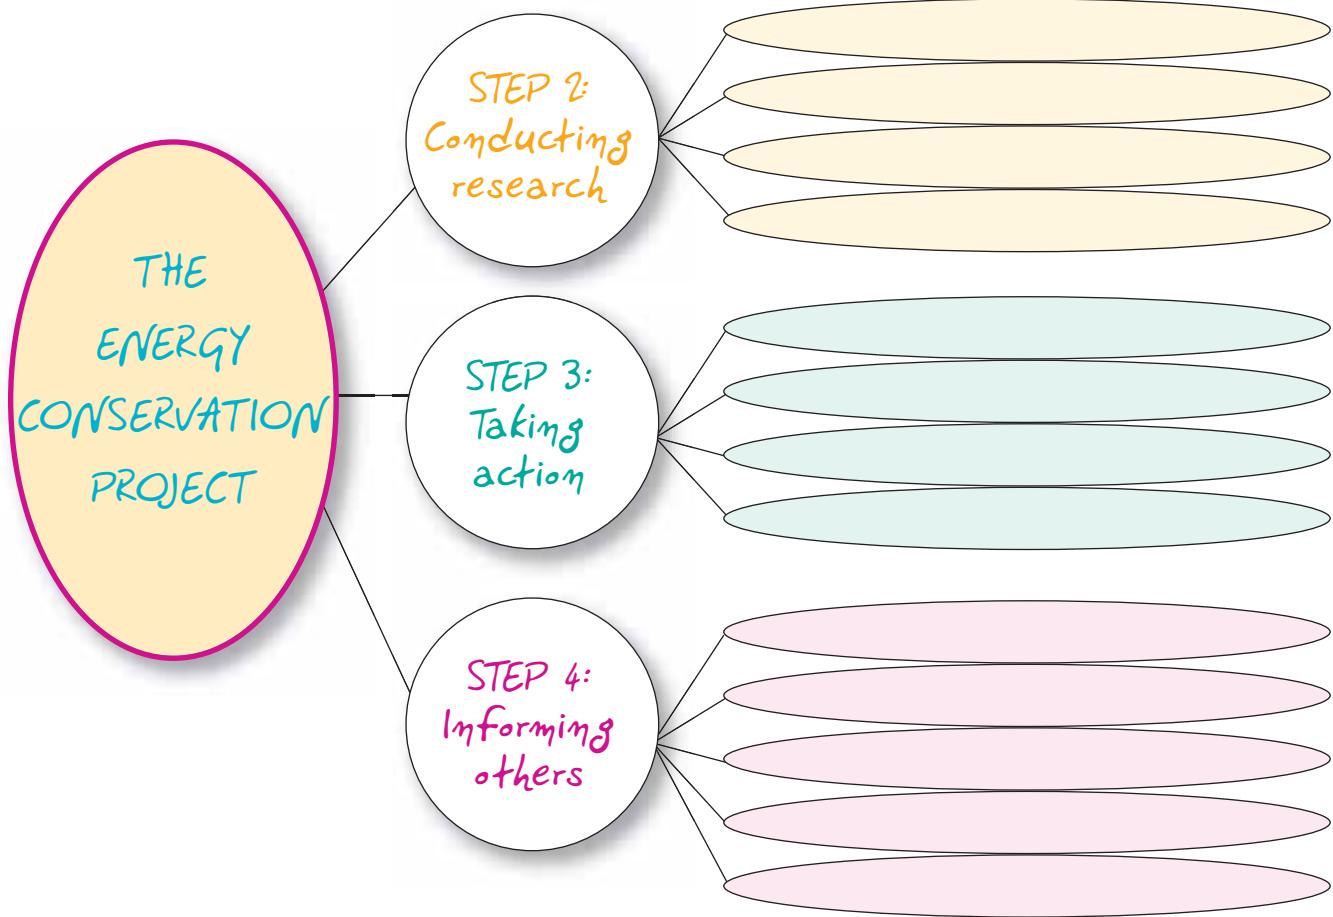 THE
ENERGY
CONSERVATION
PROJECT
STEP 2:
Conducting
research
STEP 3:
Taking
action
STEP 4:
Informing
others